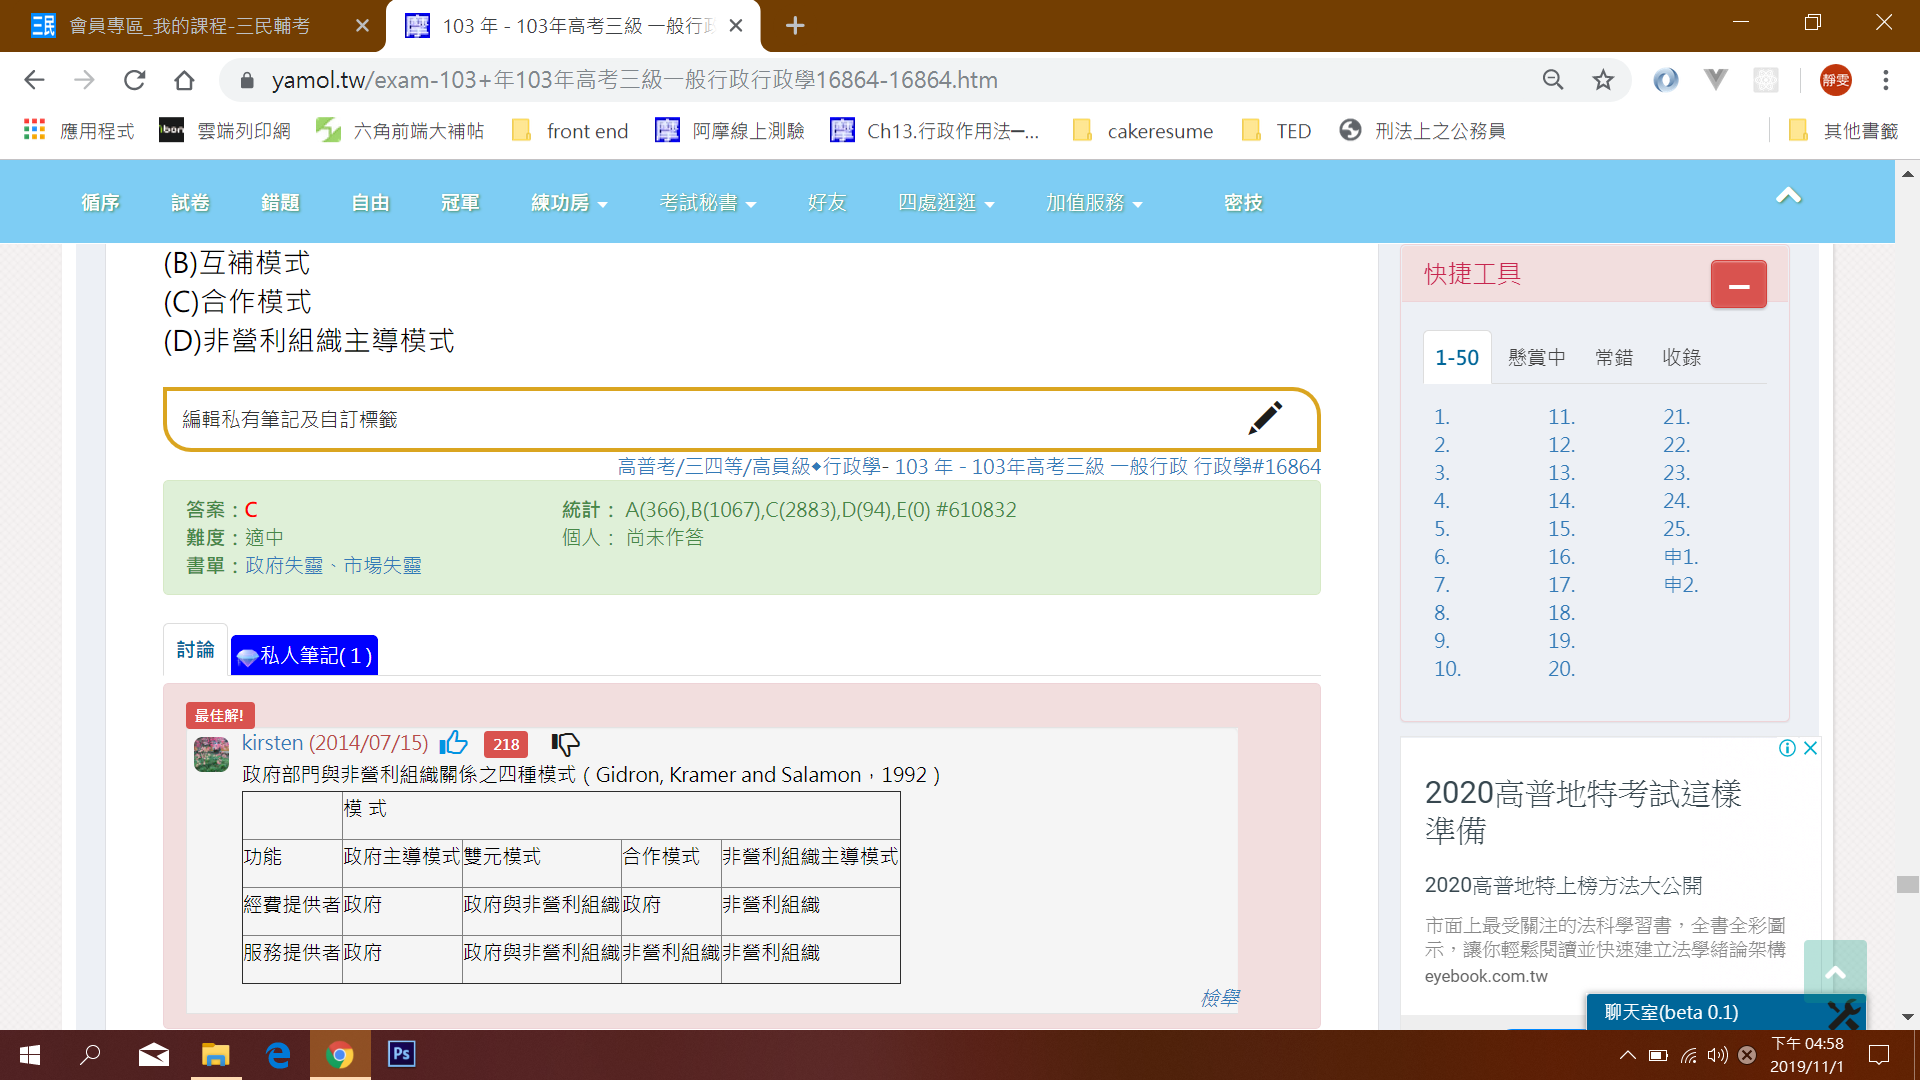 會員專區_我的課程-三民輔考
103 年 - 103年高考三級 一般行政
yamol.tw/exam-103+年103年高考三級一般行政行政學16864-16864.htm
靜雯
應用程式
ibon
雲端列印網
六角前端大補帖
front end
阿摩線上測驗
Ch13.行政作用法─...
cakeresume
TED
刑法上之公務員
其他書籤
循序
試卷
錯題
自由
冠軍
練功房
考試秘書
好友
四處逛逛
加值服務
密技
(B)互補模式
(C)合作模式
(D)非營利組織主導模式
編輯私有筆記及自訂標籤
高普考/三四等/高員級◆行政學- 103 年 - 103年高考三級 一般行政 行政學#16864
答案：C
統計： A(366),B(1067),C(2883),D(94),E(0) #610832
難度：適中
個人： 尚未作答
書單：政府失靈、市場失靈
討論
私人筆記( 1 )
最佳解!
kirsten (2014/07/15) 218
政府部門與非營利組織關係之四種模式（Gidron, Kramer and Salamon，1992）
模 式
功能 政府主導模式 雙元模式 合作模式 非營利組織主導模式
經費提供者 政府 政府與非營利組織 政府 非營利組織
服務提供者 政府 政府與非營利組織 非營利組織 非營利組織
檢舉
快捷工具
1-50 懸賞中 常錯 收錄
1. 11. 21.
2. 12. 22.
3. 13. 23.
4. 14. 24.
5. 15. 25.
6. 16. 申1.
7. 17. 申2.
8. 18.
9. 19.
10. 20.
2020高普地特考試這樣
準備
2020高普地特上榜方法大公開
市面上最受關注的法科學習書，全書全彩圖
示，讓你輕鬆閱讀並快速建立法學緒論架構
eyebook.com.tw
聊天室(beta 0.1)
Ps
下午 04:58
2019/11/1